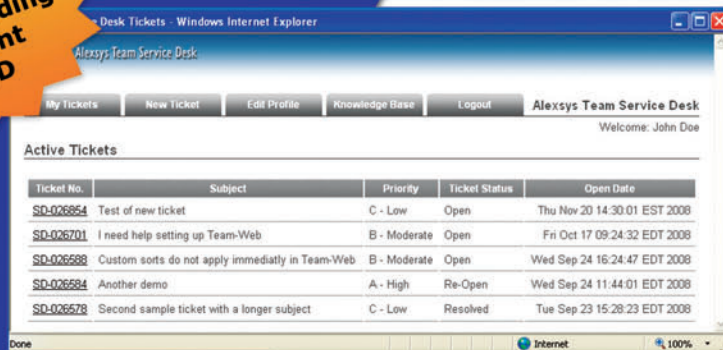 ding
nt
D
Desk Tickets - Windows Internet Explorer
Alexsys Team Service Desk
My Tickets New Ticket Edit Profile Knowledge Base Logout Alexsys Team Service Desk
Welcome: John Doe
Active Tickets
Ticket No. Subject Priority Ticket Status Open Date
SD-026854 Test of new ticket C - Low Open Thu Nov 20 14:30:01 EST 2008
SD-026701 I need help setting up Team-Web B - Moderate Open Fri Oct 17 09:24:32 EDT 2008
SD-026588 Custom sorts do not apply immediatly in Team-Web B - Moderate Open Wed Sep 24 16:24:47 EDT 2008
SD-026584 Another demo A - High Re-Open Wed Sep 24 11:44:01 EDT 2008
SD-026578 Second sample ticket with a longer subject C - Low Resolved Tue Sep 23 15:28:23 EDT 2008
Done Internet 100%